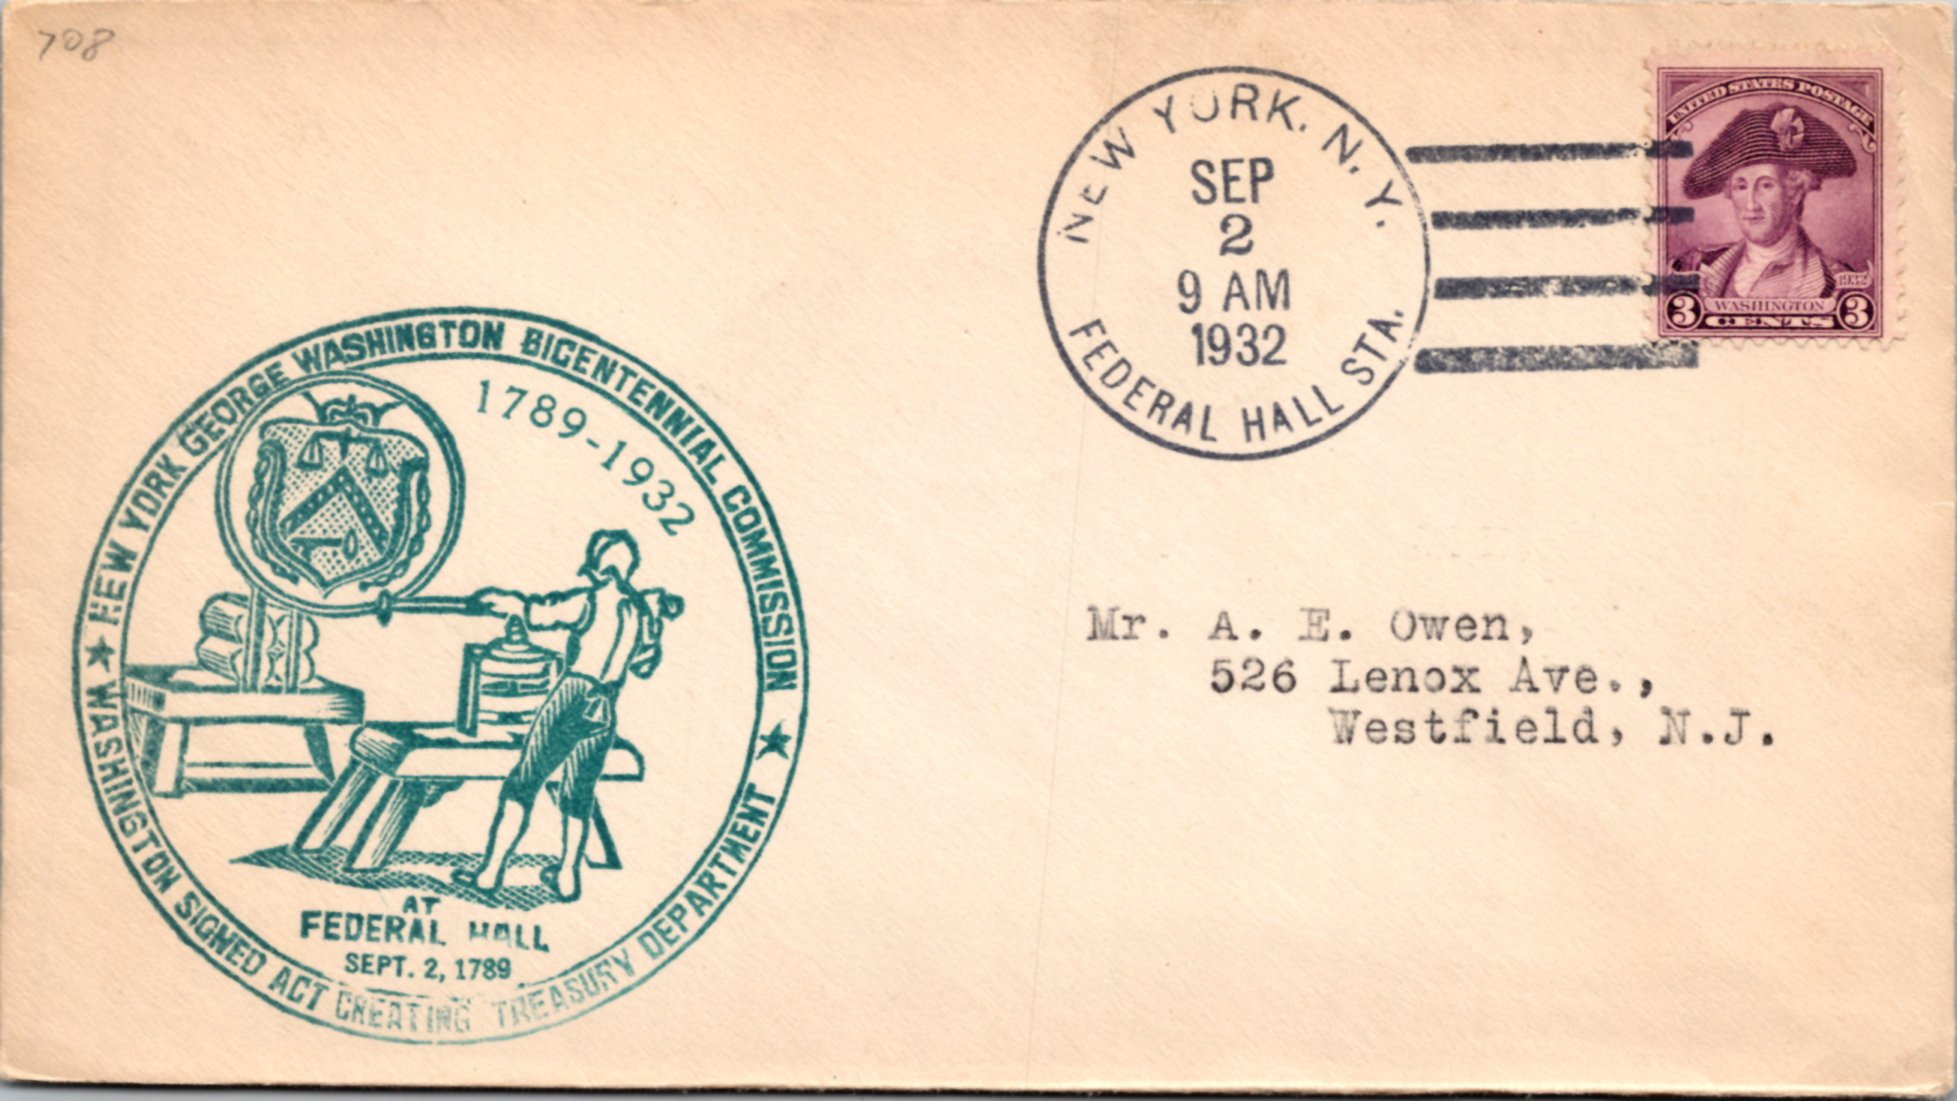 708
NEW YORK, N. Y.
SEP
2
9 AM
1932
FEDERAL HALL STA.
UNITED STATES POSTAGE
1932
WASHINGTON
3 CENTS 3
NEW YORK GEORGE WASHINGTON BICENTENNIAL COMMISSION
1789-1932
AT
FEDERAL HALL
SEPT. 2, 1789
★ WASHINGTON SIGNED ACT CREATING TREASURY DEPARTMENT ★
Mr. A. E. Owen,
526 Lenox Ave.,
Westfield, N.J.